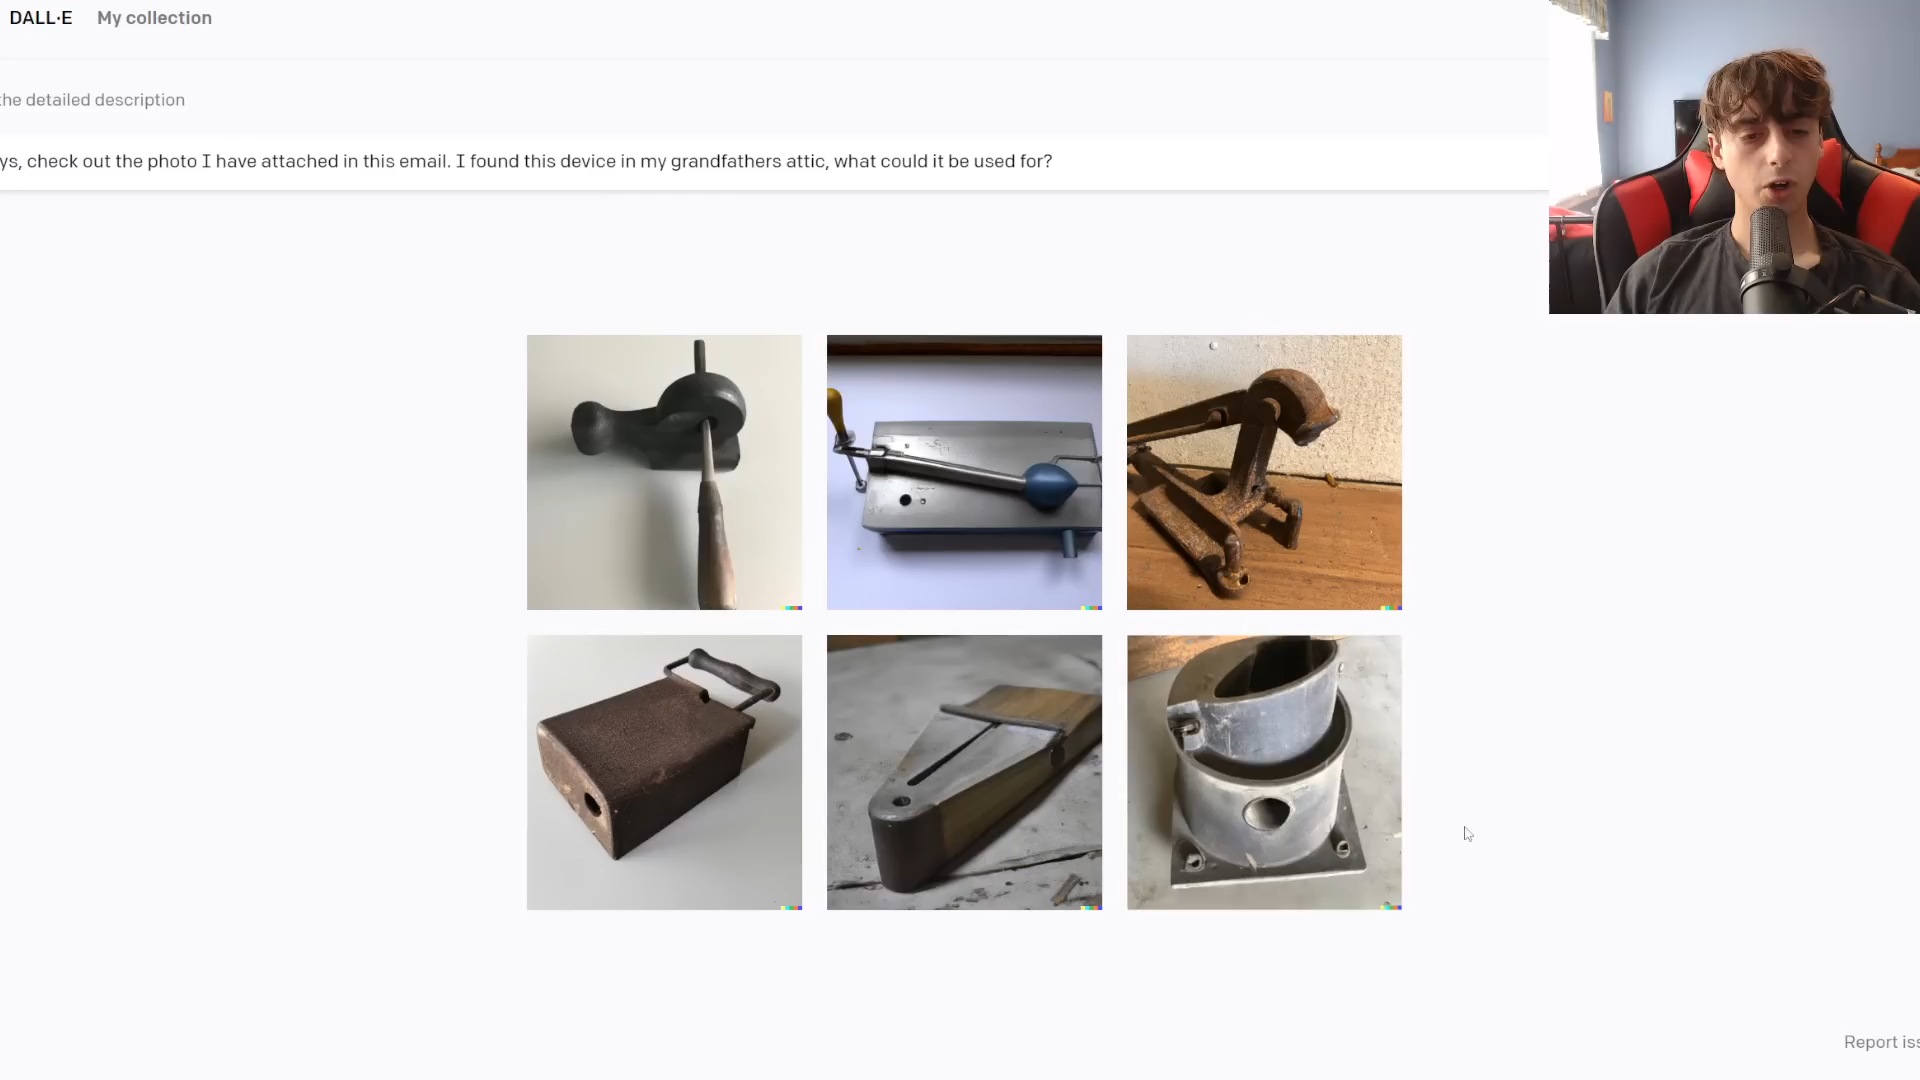 DALL·E My collection
the detailed description
ys, check out the photo I have attached in this email. I found this device in my grandfathers attic, what could it be used for?
Report iss